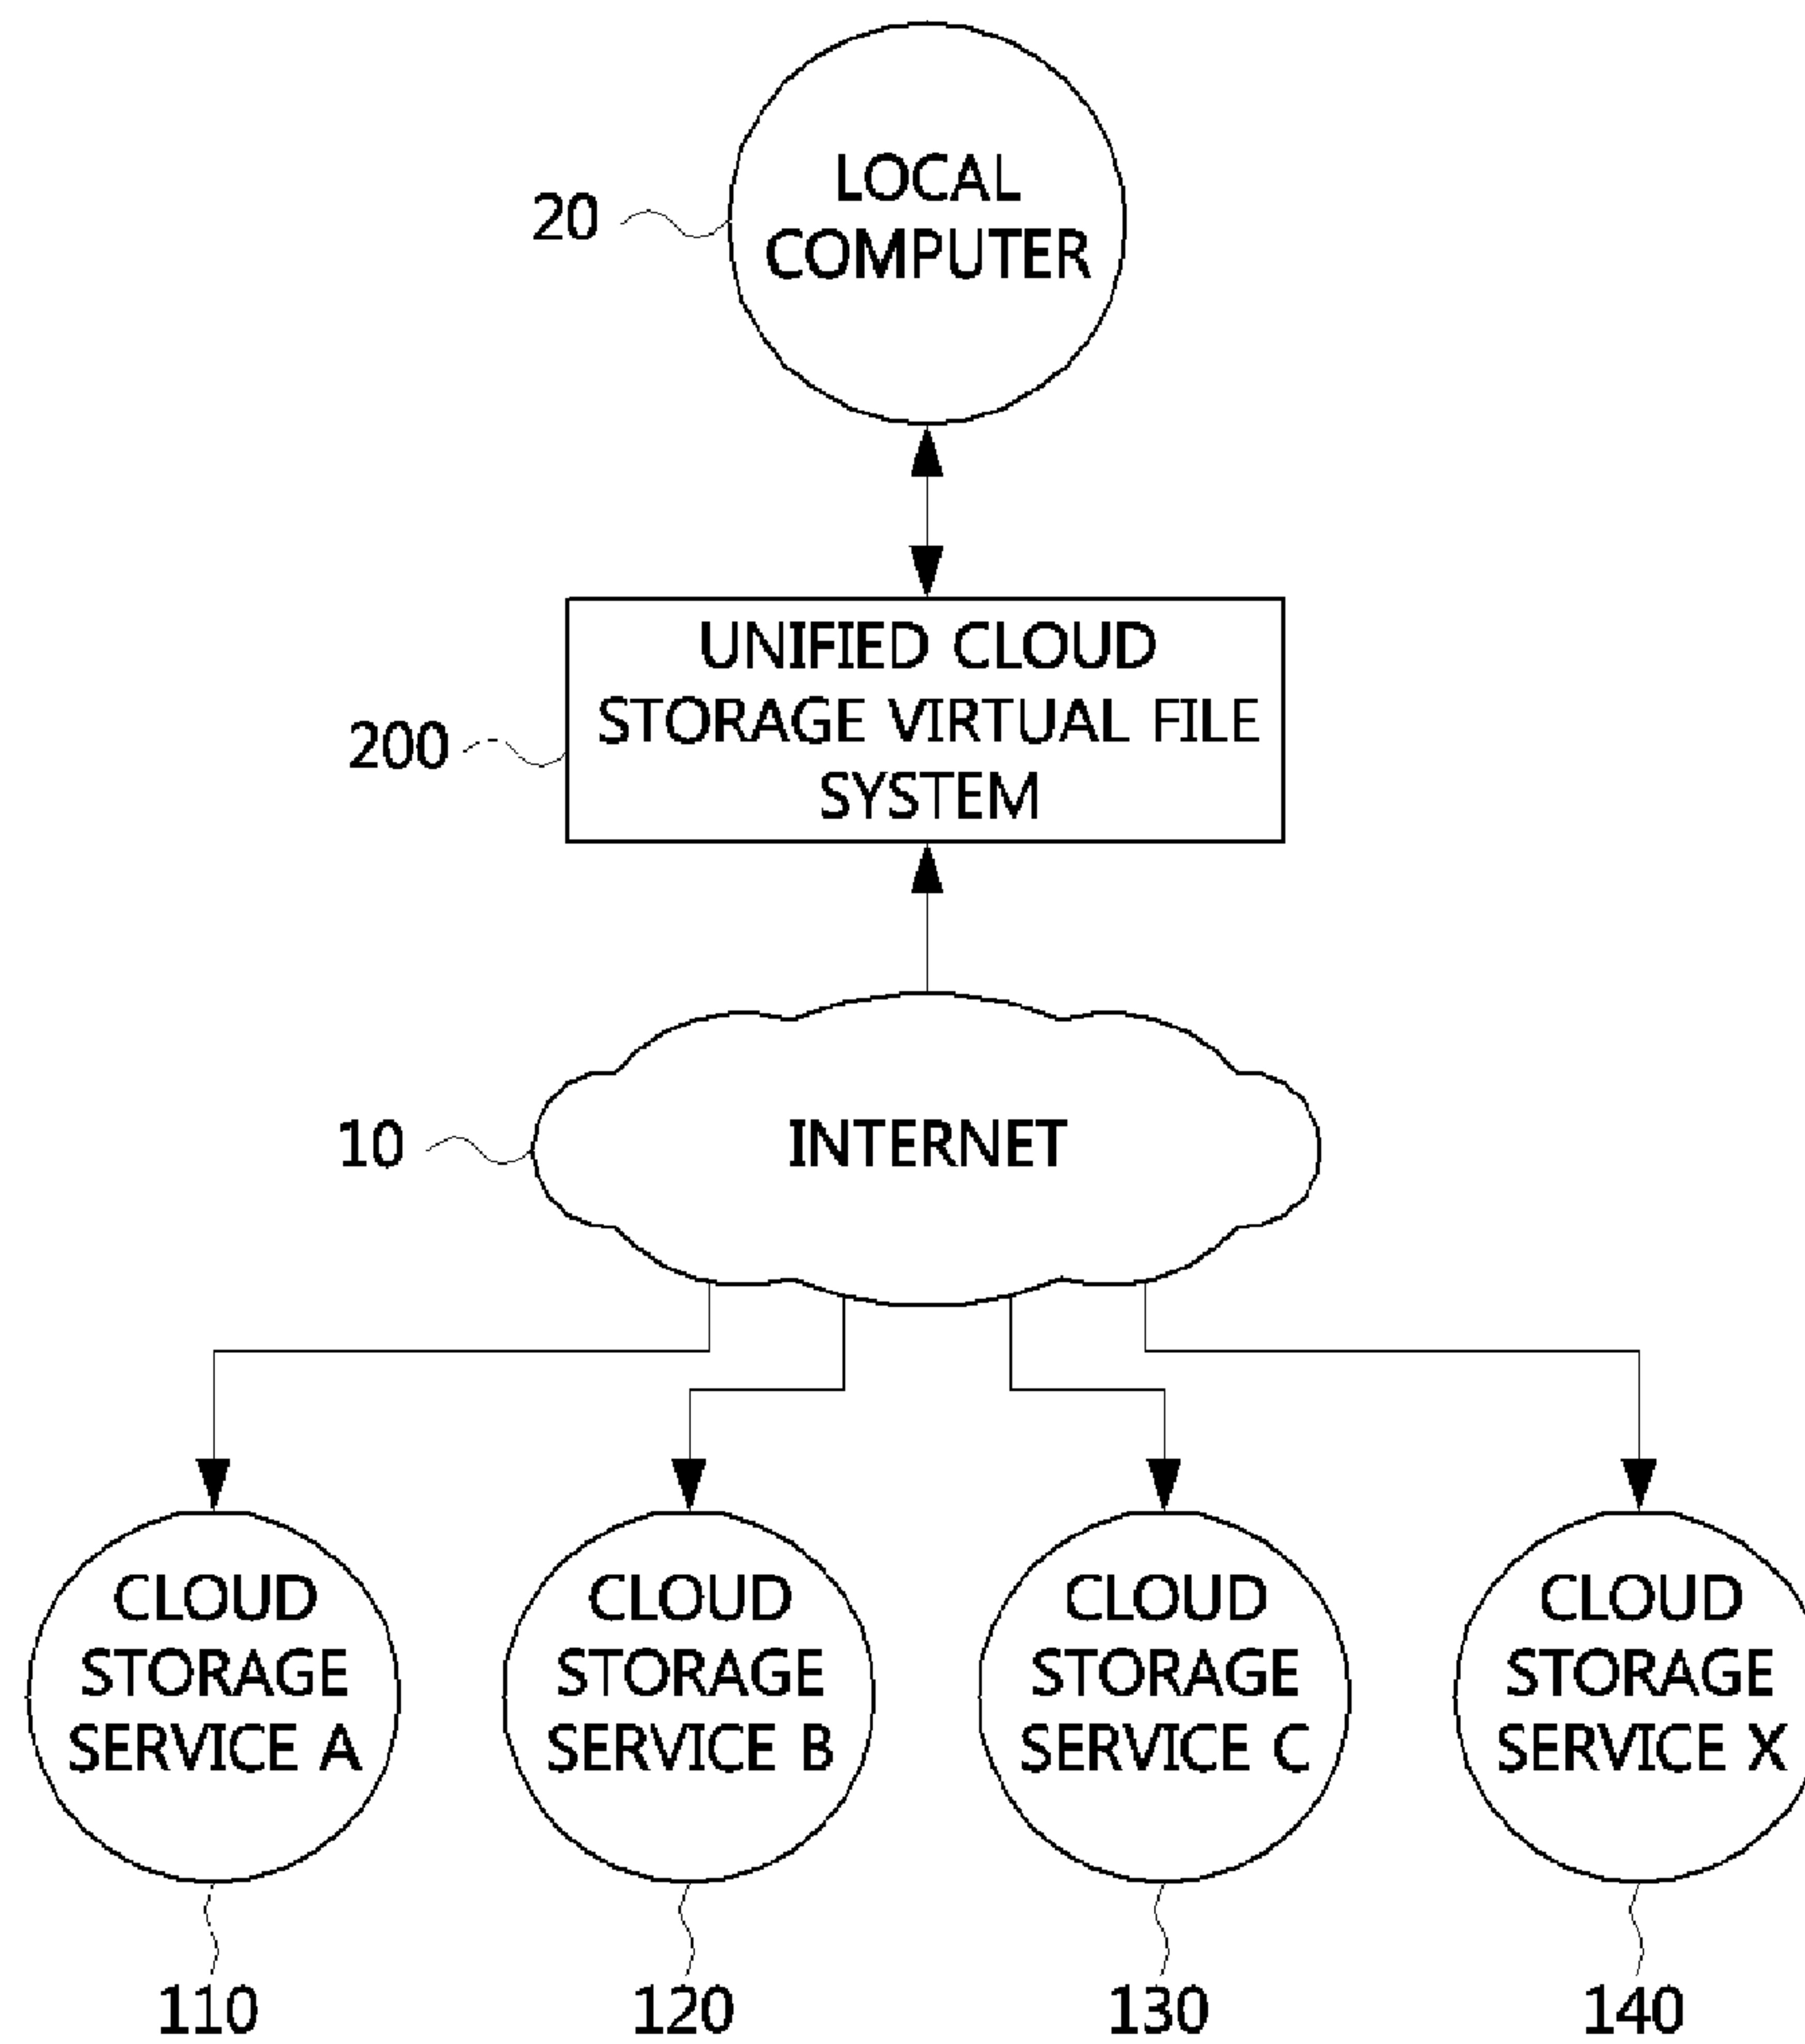 LOCAL
COMPUTER
20
UNIFIED CLOUD
STORAGE VIRTUAL FILE
SYSTEM
200
INTERNET
10
CLOUD
STORAGE
SERVICE A
CLOUD
STORAGE
SERVICE B
CLOUD
STORAGE
SERVICE C
CLOUD
STORAGE
SERVICE X
110
120
130
140